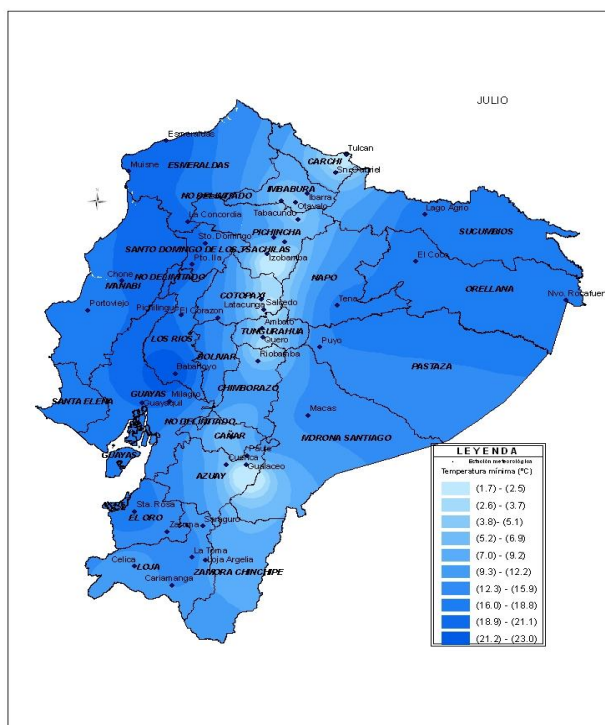 JULIO
Esmeraldas
Tulcan
CARCHI
Muisne
ESMERALDAS
San Gabriel
IMBABURA
Ibarra
NO DELIMITADO
Otavalo
Tabacundo
Lago Agrio
La Concordia
PICHINCHA
SUCUMBIOS
Sto. Domingo
SANTO DOMINGO DE LOS TSACHILAS
Izobamba
El Coca
Pto. Ila
Chone
NO DELIMITADO
NAPO
MANABI
ORELLANA
COTOPAXI
Nvo. Rocafuer
Portoviejo
Pichilingue
El Corazon
Latacunga
Salcedo
Tena
Ambato
TUNGURAHUA
LOS RIOS
Quero
Puyo
BOLIVAR
Riobamba
PASTAZA
Babahoyo
CHIMBORAZO
SANTA ELENA
GUAYAS
Milagro
Guayaquil
Macas
NO DELIMITADO
MORONA SANTIAGO
CAÑAR
GUAYAS
Paute
Cuenca
Gualaceo
AZUAY
Sta. Rosa
EL ORO
Zaruma
Saraguro
La Toma
Celica
LOJA
Loja Argelia
ZAMORA CHINCHIPE
Cariamanga
LEYENDA
Estación meteorológica
Temperatura mínima (ºC)
(1.7) - (2.5)
(2.6) - (3.7)
(3.8)- (5.1)
(5.2) - (6.9)
(7.0) - (9.2)
(9.3) - (12.2)
(12.3) - (15.9)
(16.0) - (18.8)
(18.9) - (21.1)
(21.2) - (23.0)